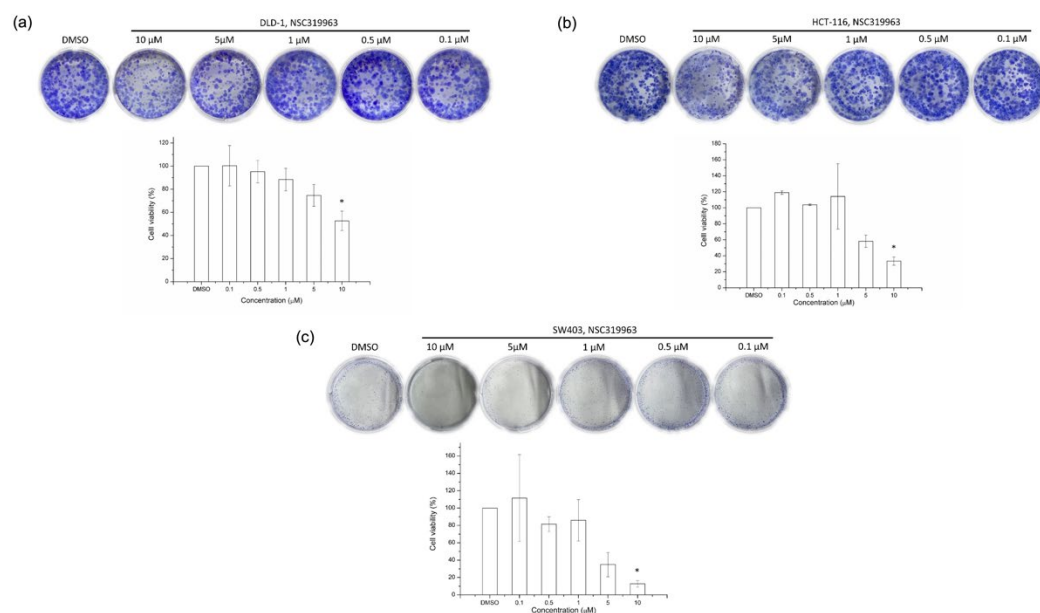 (a)
DLD-1, NSC319963
DMSO 10 µM 5µM 1 µM 0.5 µM 0.1 µM
120
100
80
60
40
20
0
Cell viability (%)
*
DMSO 0.1 0.5 1 5 10
Concentration (µM)
(b)
HCT-116, NSC319963
DMSO 10 µM 5µM 1 µM 0.5 µM 0.1 µM
180
160
140
120
100
80
60
40
20
0
Cell viability (%)
*
DMSO 0.1 0.5 1 5 10
Concentration (µM)
(c)
SW403, NSC319963
DMSO 10 µM 5µM 1 µM 0.5 µM 0.1 µM
160
140
120
100
80
60
40
20
0
Cell viability (%)
*
DMSO 0.1 0.5 1 5 10
Concentration (µM)